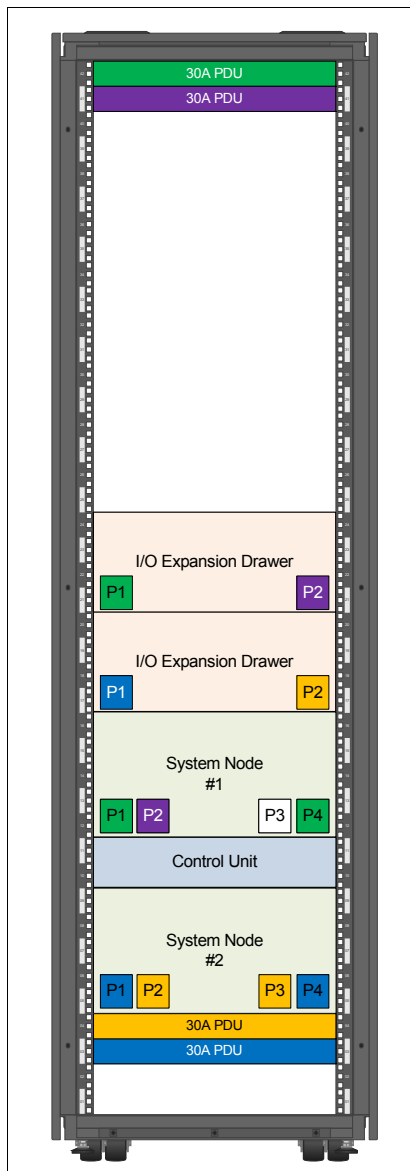 30A PDU
30A PDU
I/O Expansion Drawer
P1 P2
I/O Expansion Drawer
P1 P2
System Node
#1
P1 P2 P3 P4
Control Unit
System Node
#2
P1 P2 P3 P4
30A PDU
30A PDU